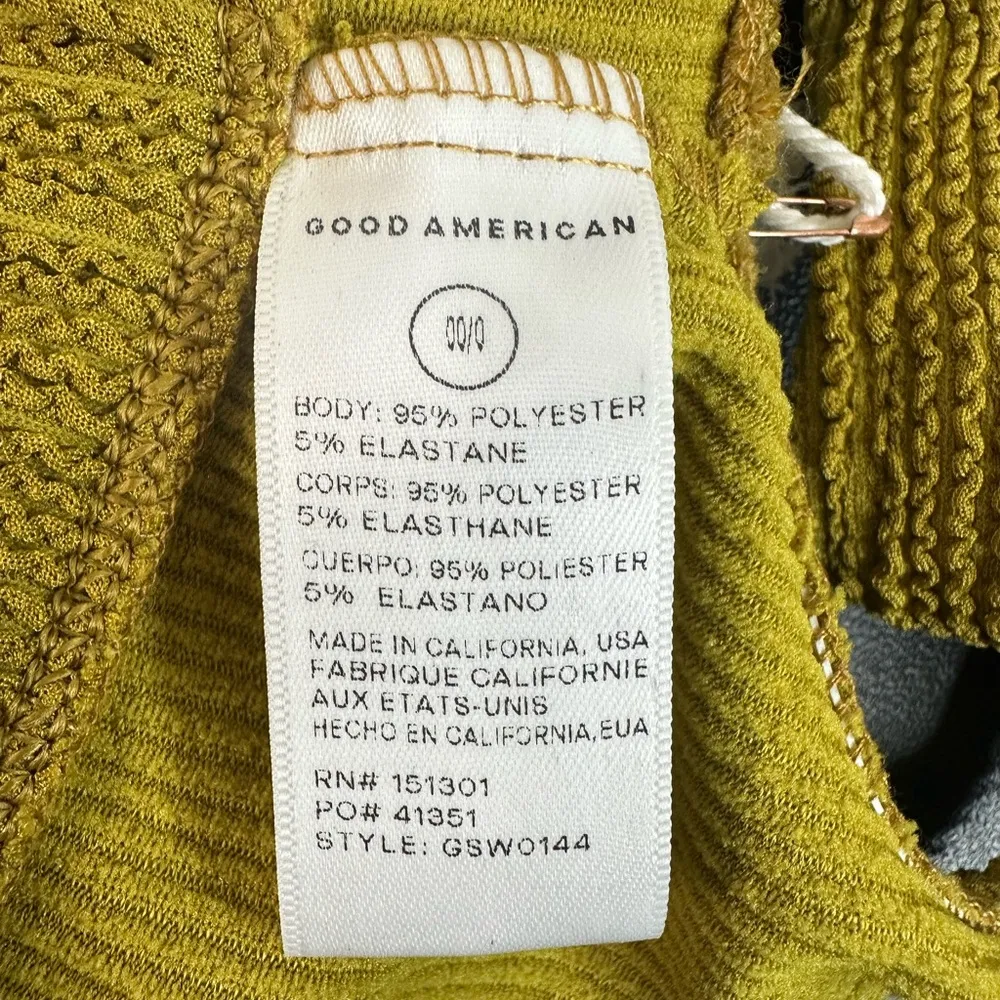 GOOD AMERICAN
00/0
BODY: 95% POLYESTER
5% ELASTANE
CORPS: 95% POLYESTER
5% ELASTHANE
CUERPO: 95% POLIESTER
5% ELASTANO
MADE IN CALIFORNIA, USA
FABRIQUE CALIFORNIE
AUX ETATS-UNIS
HECHO EN CALIFORNIA, EUA
RN# 151301
PO# 41351
STYLE: GSW0144